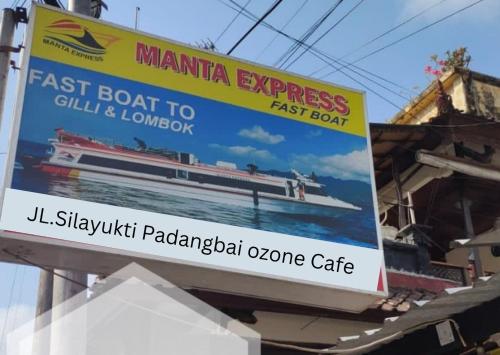 MANTA EXPRESS
MANTA EXPRESS
FAST BOAT
FAST BOAT TO
GILLI & LOMBOK
JL.Silayukti Padangbai ozone Cafe